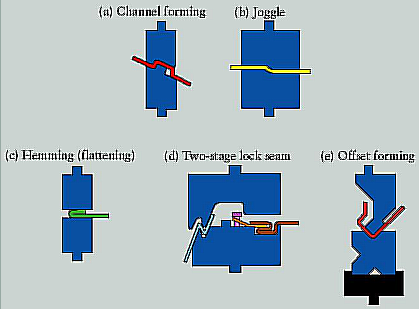 (a) Channel forming
(b) Joggle
(c) Hemming (flattening)
(d) Two-stage lock seam
(e) Offset forming